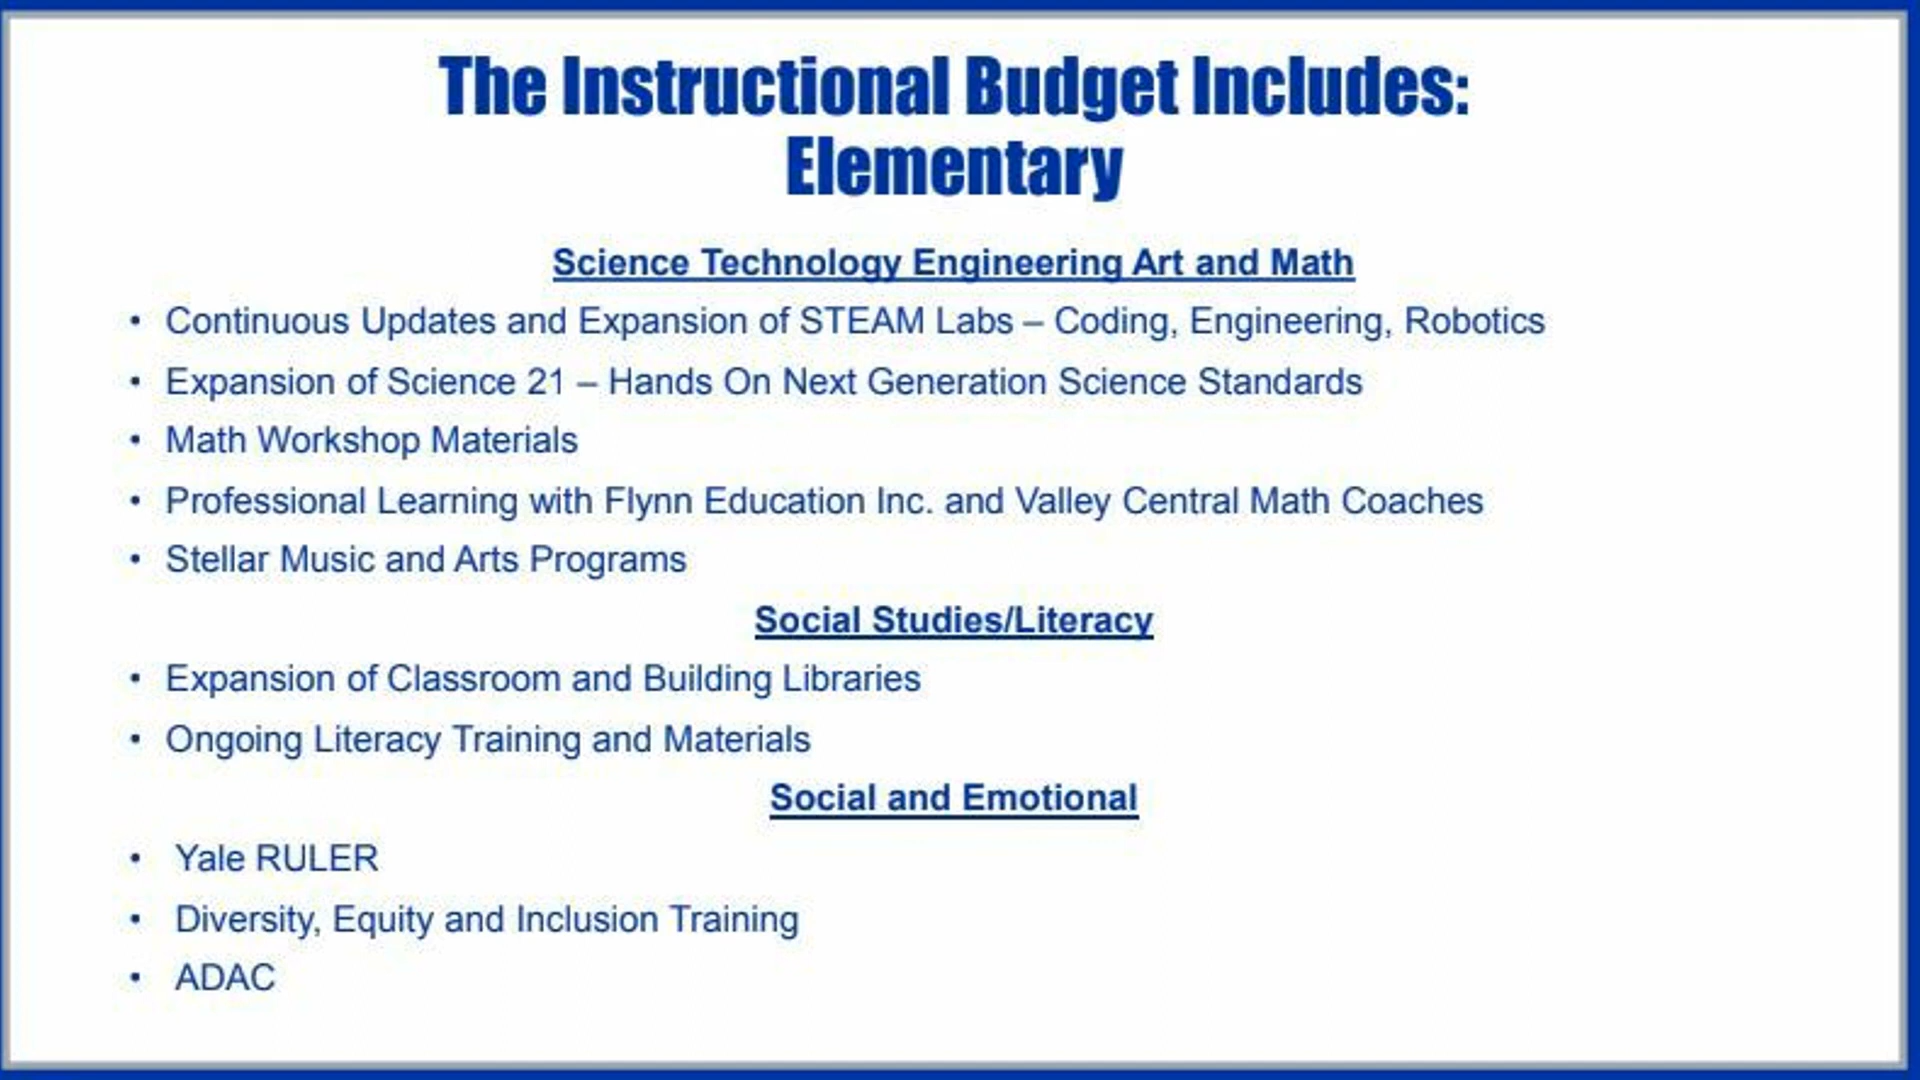 The Instructional Budget Includes:
Elementary
Science Technology Engineering Art and Math
• Continuous Updates and Expansion of STEAM Labs – Coding, Engineering, Robotics
• Expansion of Science 21 – Hands On Next Generation Science Standards
• Math Workshop Materials
• Professional Learning with Flynn Education Inc. and Valley Central Math Coaches
• Stellar Music and Arts Programs
Social Studies/Literacy
• Expansion of Classroom and Building Libraries
• Ongoing Literacy Training and Materials
Social and Emotional
• Yale RULER
• Diversity, Equity and Inclusion Training
• ADAC